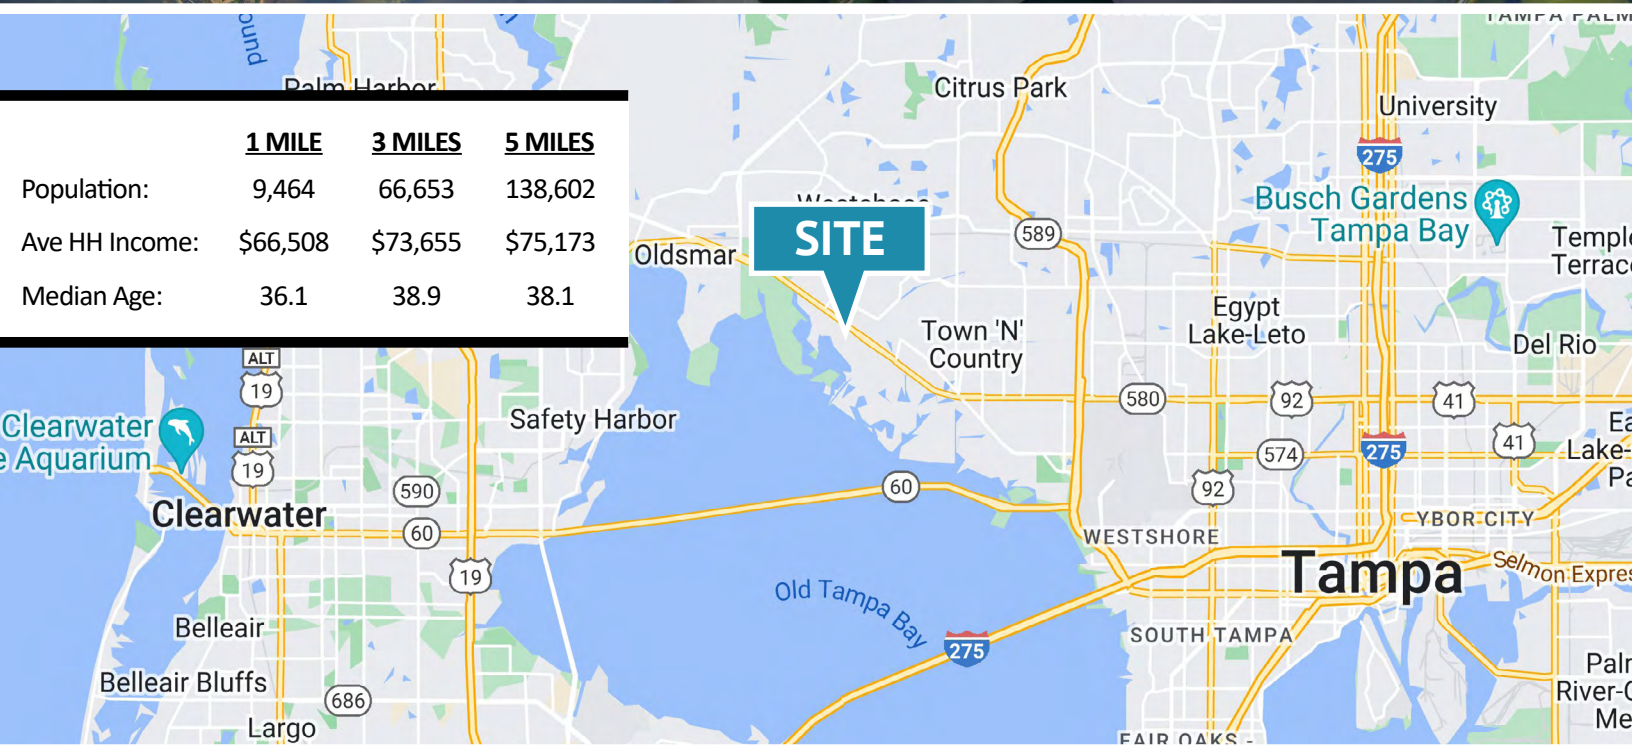 1 MILE 3 MILES 5 MILES
Population: 9,464 66,653 138,602
Ave HH Income: $66,508 $73,655 $75,173
Median Age: 36.1 38.9 38.1
Palm Harbor
Citrus Park
University
275
Busch Gardens
Tampa Bay
SITE
Oldsmar
589
Egypt
Lake-Leto
Town 'N'
Country
Del Rio
ALT
19
580
92
41
Safety Harbor
Clearwater
Aquarium
ALT
19
574
275
41
590
60
92
Clearwater
60
19
WESTSHORE
YBOR CITY
Tampa
Selmon
Old Tampa Bay
275
Belleair
SOUTH TAMPA
Belleair Bluffs
686
Largo
FAIR OAKS -